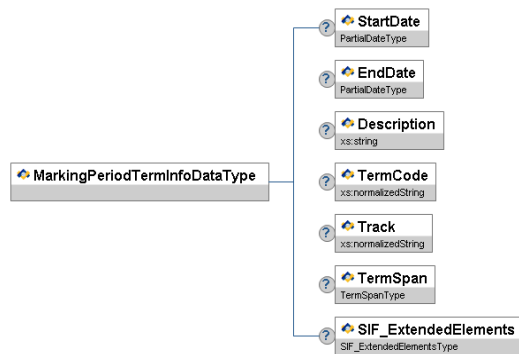 ?
StartDate
PartialDateType
?
EndDate
PartialDateType
?
Description
xs:string
MarkingPeriodTermInfoDataType
?
TermCode
xs:normalizedString
?
Track
xs:normalizedString
?
TermSpan
TermSpanType
?
SIF_ExtendedElements
SIF_ExtendedElementsType